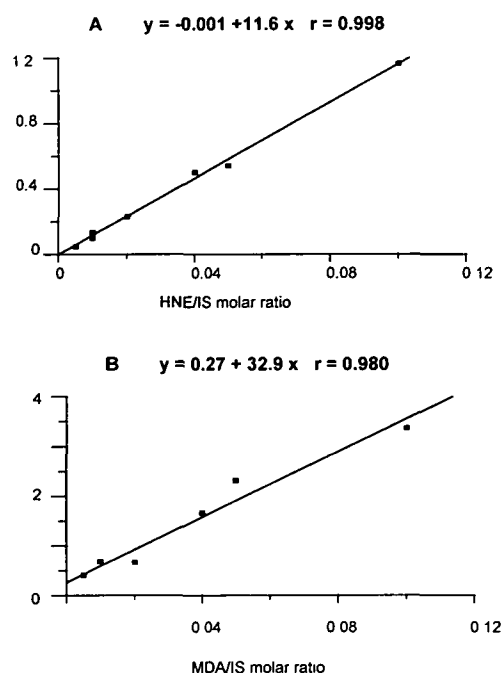 A y = -0.001 +11.6 x r = 0.998
1 2
0.8
0.4
0
0 0.04 0.08 0 12
HNE/IS molar ratio
B y = 0.27 + 32.9 x r = 0.980
4
2
0
0 04 0 08 0 12
MDA/IS molar ratio